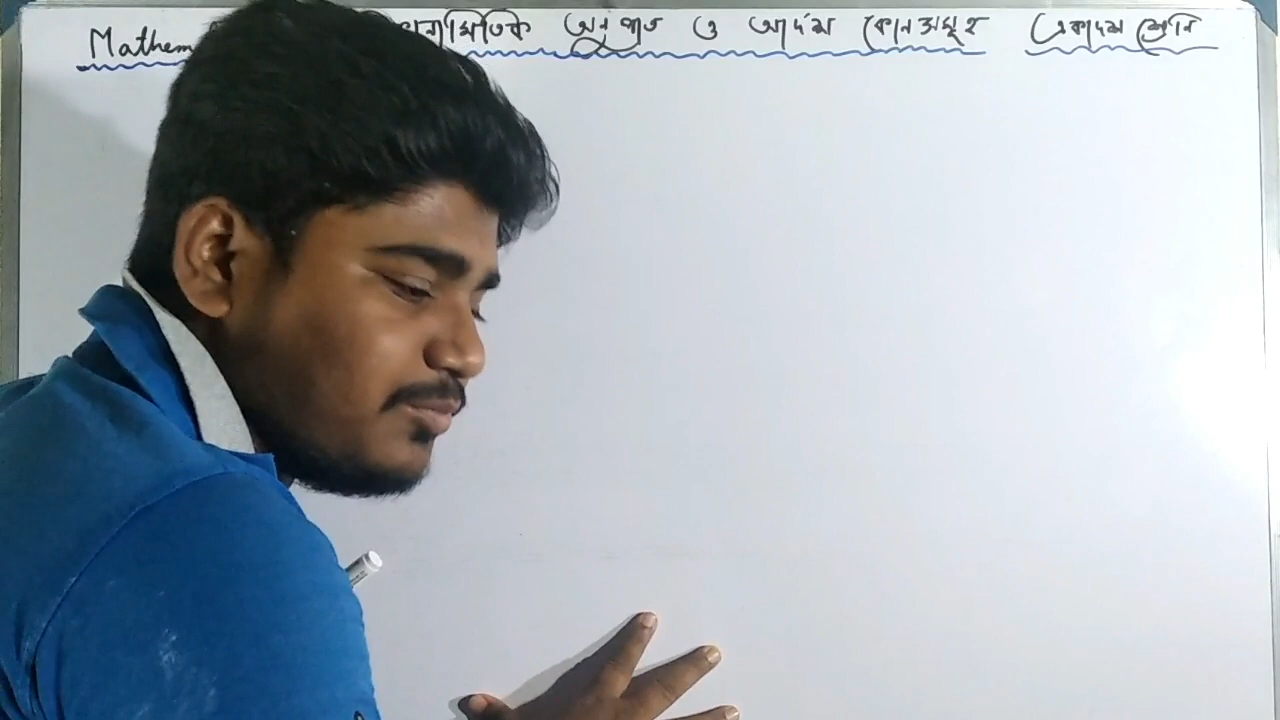 Mathem নামিতিক অনুপাত ও আদর্শ কোনসমূহ একাদশ শ্রেনি